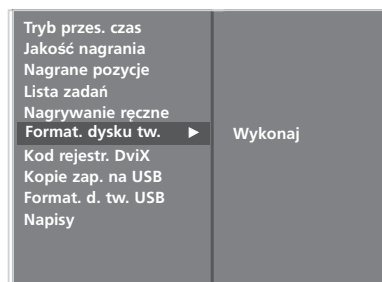 Tryb przes. czas
Jakość nagrania
Nagrane pozycje
Lista zadań
Nagrywanie ręczne
Format. dysku tw. ▶ Wykonaj
Kod rejestr. DviX
Kopie zap. na USB
Format. d. tw. USB
Napisy